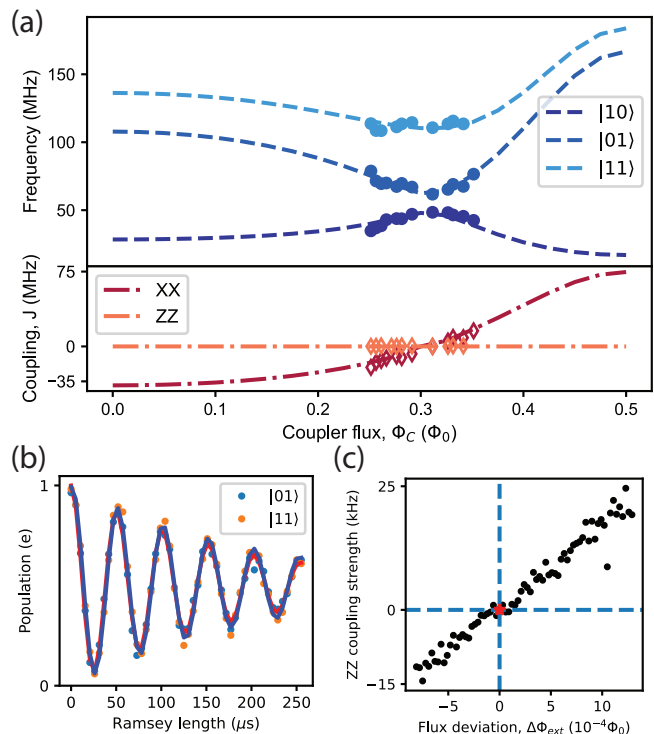 (a)
Frequency (MHz)
150
100
50
|10⟩
|01⟩
|11⟩
Coupling, J (MHz)
75
0
−35
XX
ZZ
0.0 0.1 0.2 0.3 0.4 0.5
Coupler flux, Φ_C (Φ_0)
(b)
Population (e)
1
0
|01⟩
|11⟩
0 50 100 150 200 250
Ramsey length (μs)
(c)
ZZ coupling strength (kHz)
25
0
−15
−5 0 5 10
Flux deviation, ΔΦ_ext (10⁻⁴Φ_0)